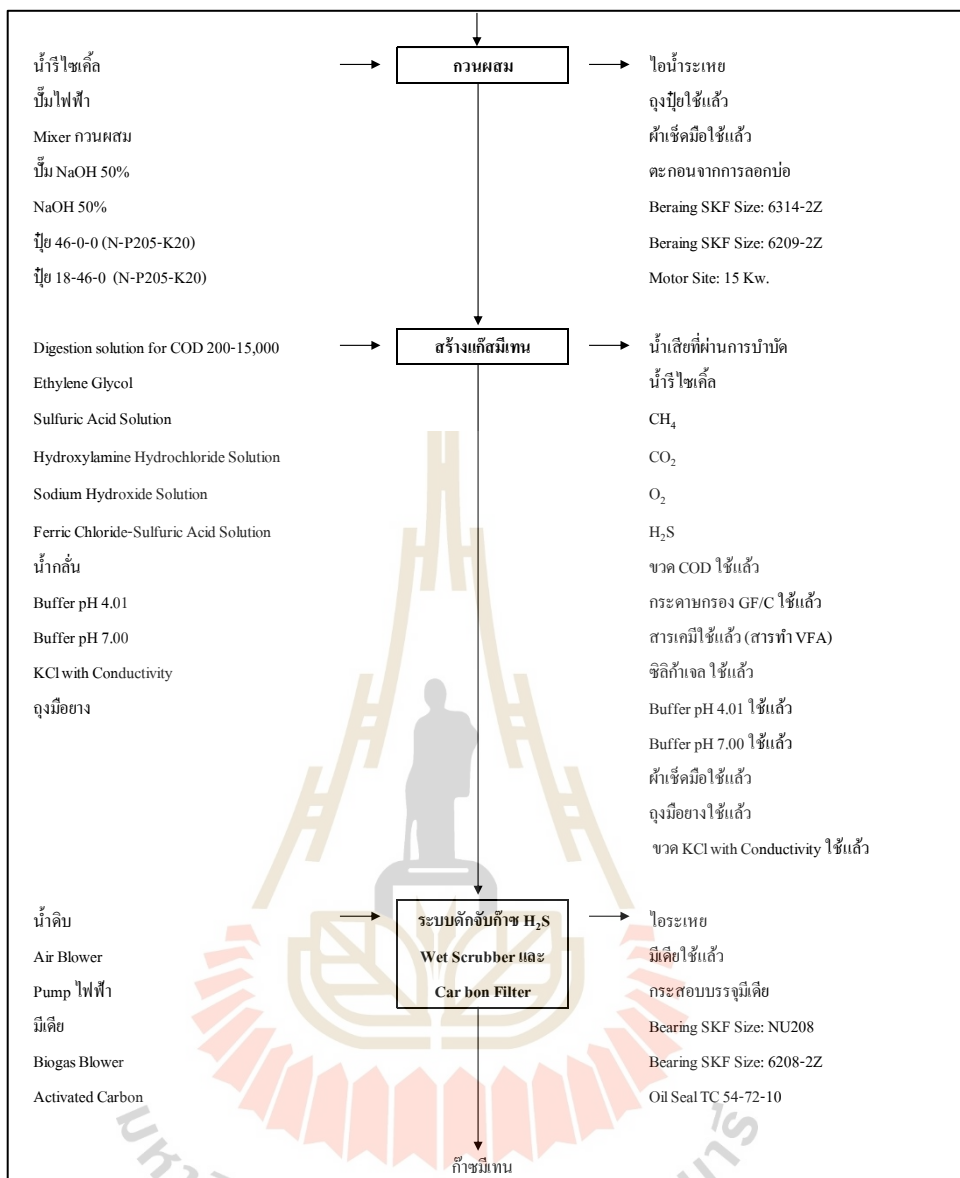 น้ำรีไซเคิ้ล
ปั๊มไฟฟ้า
Mixer กวนผสม
ปั๊ม NaOH 50%
NaOH 50%
ปุ๋ย 46-0-0 (N-P205-K20)
ปุ๋ย 18-46-0 (N-P205-K20)
กวนผสม
ไอน้ำระเหย
ถุงปุ๋ยใช้แล้ว
ผ้าเช็ดมือใช้แล้ว
ตะกอนจากการลอกบ่อ
Beraing SKF Size: 6314-2Z
Beraing SKF Size: 6209-2Z
Motor Site: 15 Kw.
Digestion solution for COD 200-15,000
Ethylene Glycol
Sulfuric Acid Solution
Hydroxylamine Hydrochloride Solution
Sodium Hydroxide Solution
Ferric Chloride-Sulfuric Acid Solution
น้ำกลั่น
Buffer pH 4.01
Buffer pH 7.00
KCl with Conductivity
ถุงมือยาง
สร้างแก๊สมีเทน
น้ำเสียที่ผ่านการบำบัด
น้ำรีไซเคิ้ล
CH₄
CO₂
O₂
H₂S
ขวด COD ใช้แล้ว
กระดาษกรอง GF/C ใช้แล้ว
สารเคมีใช้แล้ว (สารทำ VFA)
ซิลิก้าเจล ใช้แล้ว
Buffer pH 4.01 ใช้แล้ว
Buffer pH 7.00 ใช้แล้ว
ผ้าเช็ดมือใช้แล้ว
ถุงมือยางใช้แล้ว
ขวด KCl with Conductivity ใช้แล้ว
น้ำดิบ
Air Blower
Pump ไฟฟ้า
มีเดีย
Biogas Blower
Activated Carbon
ระบบดักจับก๊าซ H₂S
Wet Scrubber และ
Car bon Filter
ไอระเหย
มีเดียใช้แล้ว
กระสอบบรรจุมีเดีย
Bearing SKF Size: NU208
Bearing SKF Size: 6208-2Z
Oil Seal TC 54-72-10
ก๊าซมีเทน